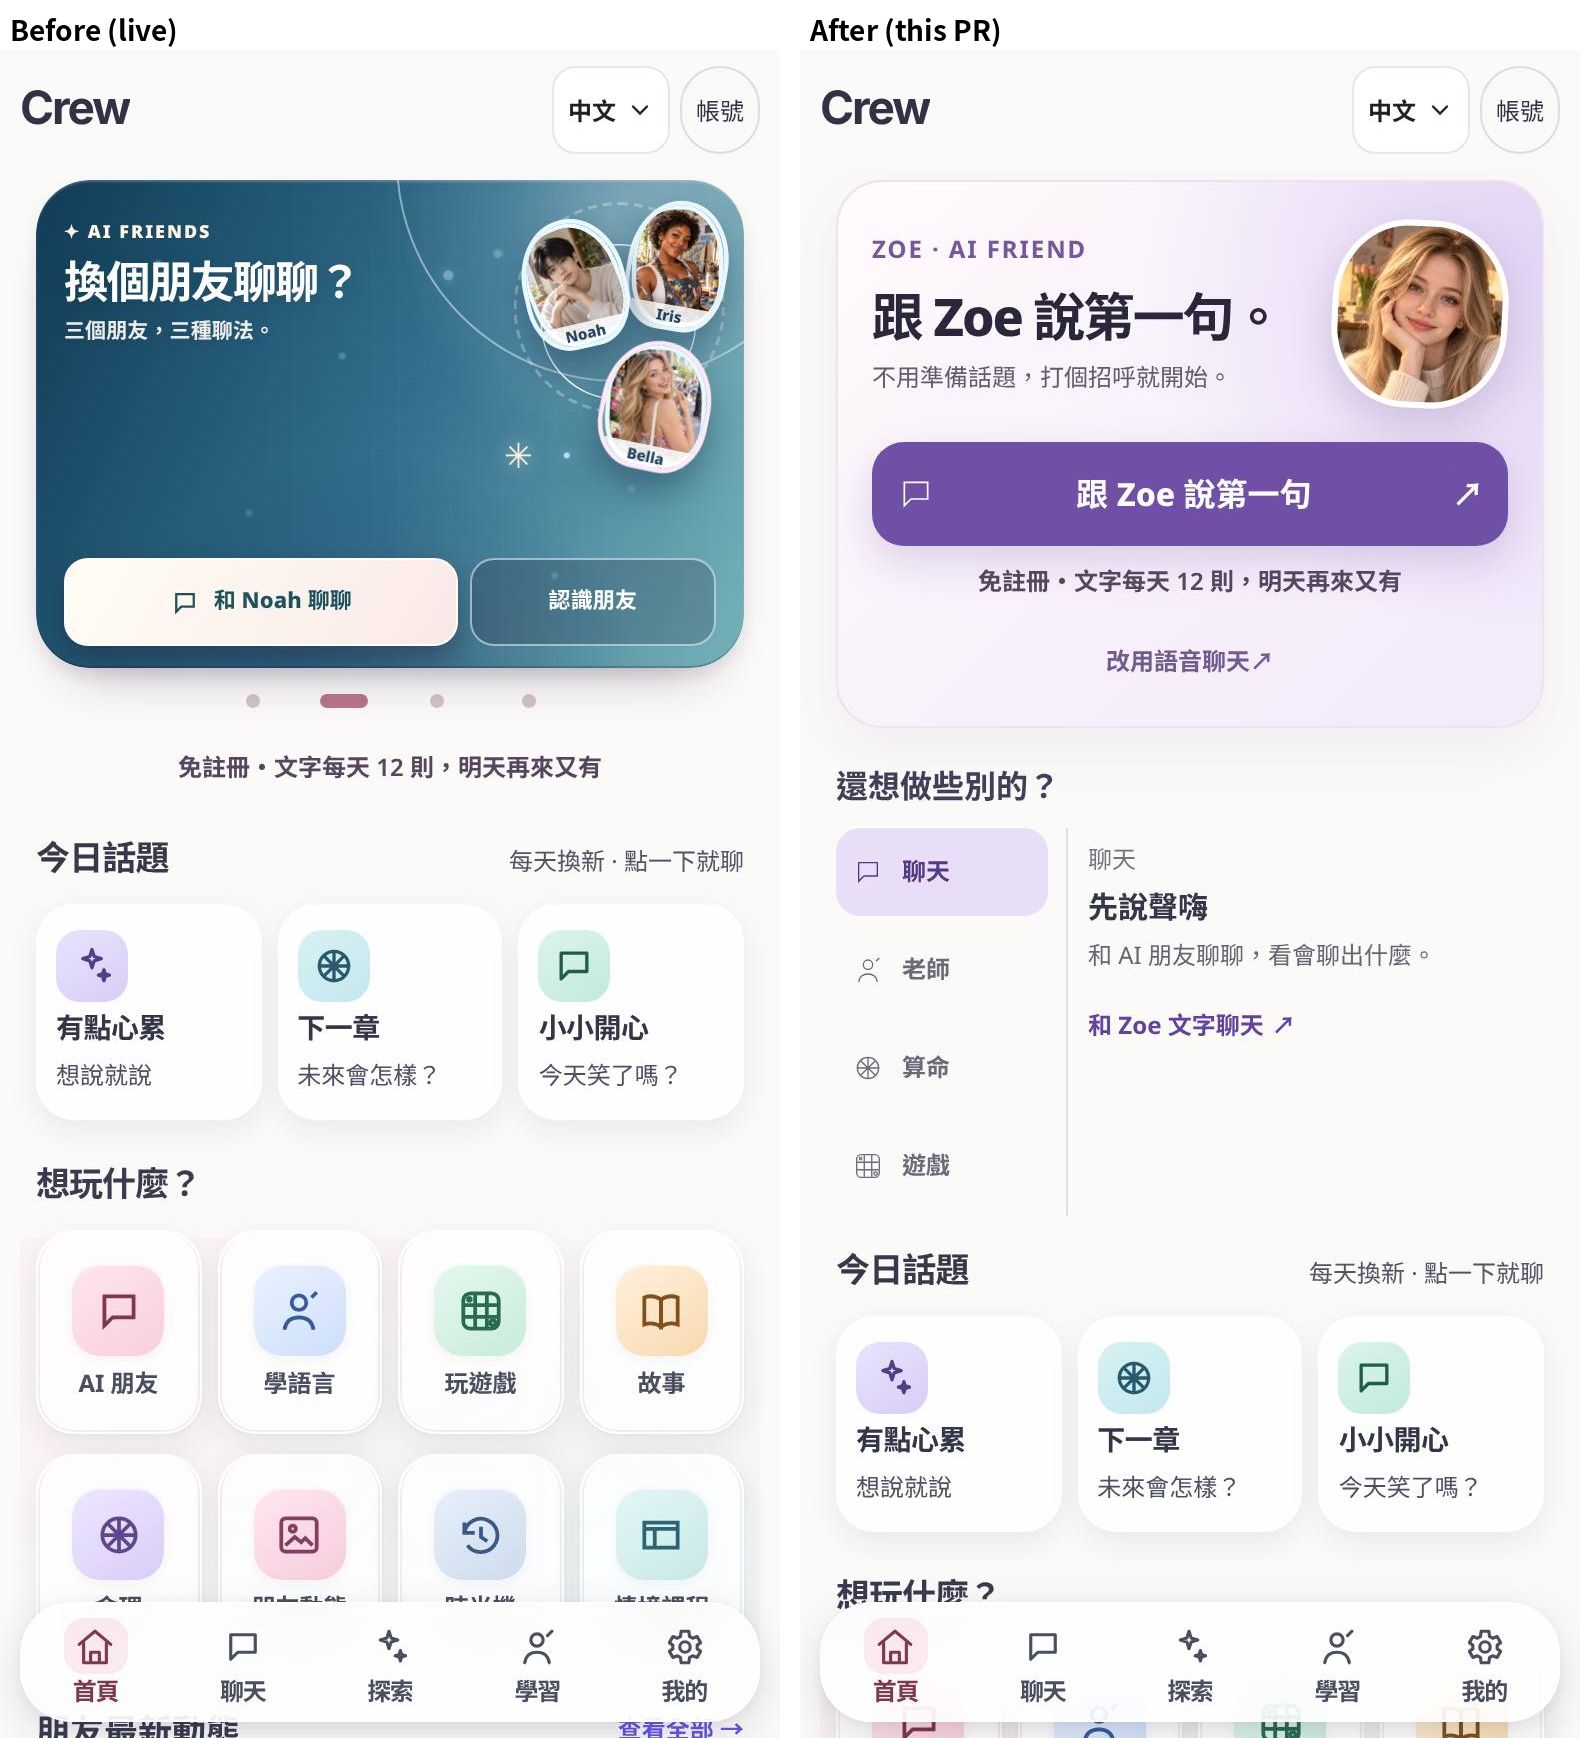 Before (live)
Crew
中文
帳號
✦ AI FRIENDS
換個朋友聊聊？
三個朋友，三種聊法。
Noah
Iris
Bella
和 Noah 聊聊
認識朋友
免註冊・文字每天 12 則，明天再來又有
今日話題
每天換新 · 點一下就聊
有點心累
下一章
小小開心
想說就說
未來會怎樣？
今天笑了嗎？
想玩什麼？
AI 朋友
學語言
玩遊戲
故事
首頁
聊天
探索
學習
我的
朋友最新動態
查看全部 →
After (this PR)
Crew
中文
帳號
ZOE · AI FRIEND
跟 Zoe 說第一句。
不用準備話題，打個招呼就開始。
跟 Zoe 說第一句 ↗
免註冊・文字每天 12 則，明天再來又有
改用語音聊天↗
還想做些別的？
聊天
老師
算命
遊戲
聊天
先說聲嗨
和 AI 朋友聊聊，看會聊出什麼。
和 Zoe 文字聊天 ↗
今日話題
每天換新 · 點一下就聊
有點心累
下一章
小小開心
想說就說
未來會怎樣？
今天笑了嗎？
想玩什麼？
首頁
聊天
探索
學習
我的